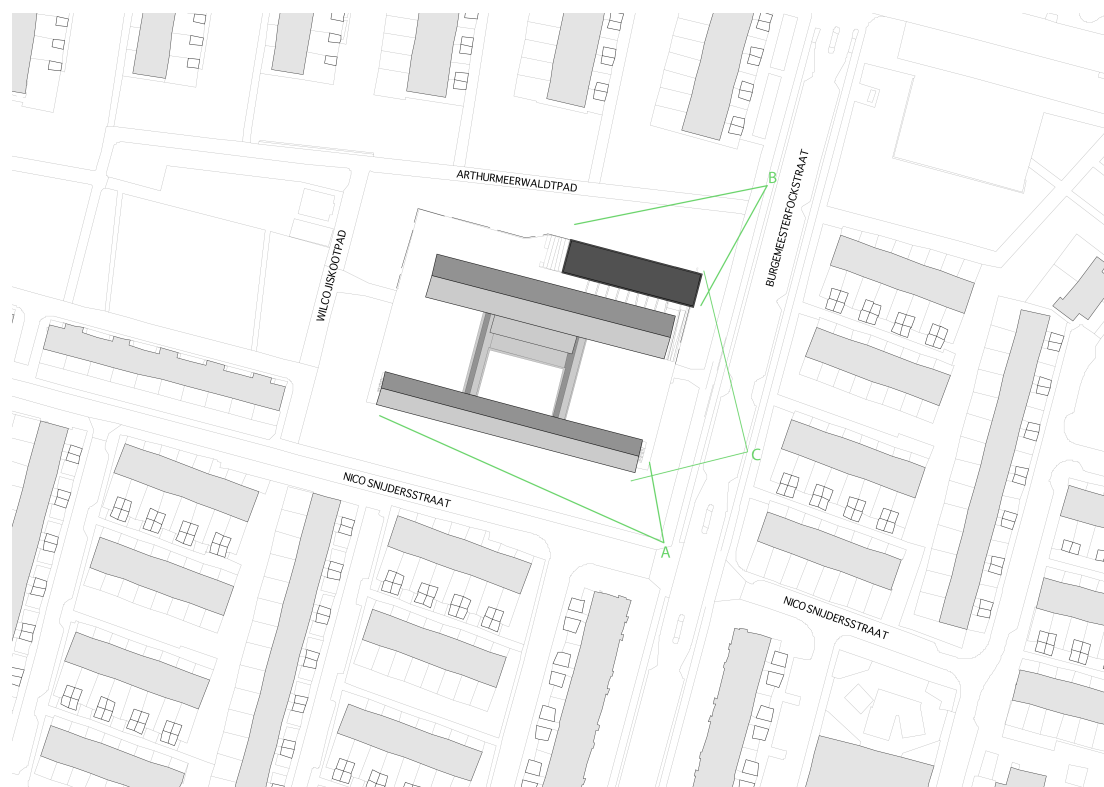 ARTHURMEERWALDTPAD
B
BURGEMEESTERFOCKSTRAAT
WILCOJISKOOTPAD
C
NICO SNIJDERSSTRAAT
A
NICO SNIJDERSSTRAAT